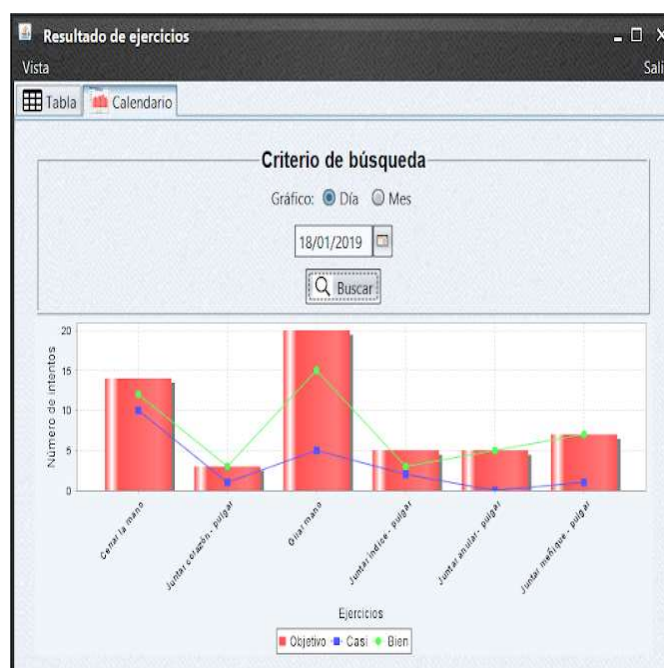 Resultado de ejercicios
Vista Sali
Tabla Calendario
Criterio de búsqueda
Gráfico: Día Mes
18/01/2019
Buscar
Número de intentos
20
15
10
5
0
Cerrar la mano
Juntar corazón - pulgar
Girar mano
Juntar índice - pulgar
Juntar anular - pulgar
Juntar meñique - pulgar
Ejercicios
Objetivo Casi Bien